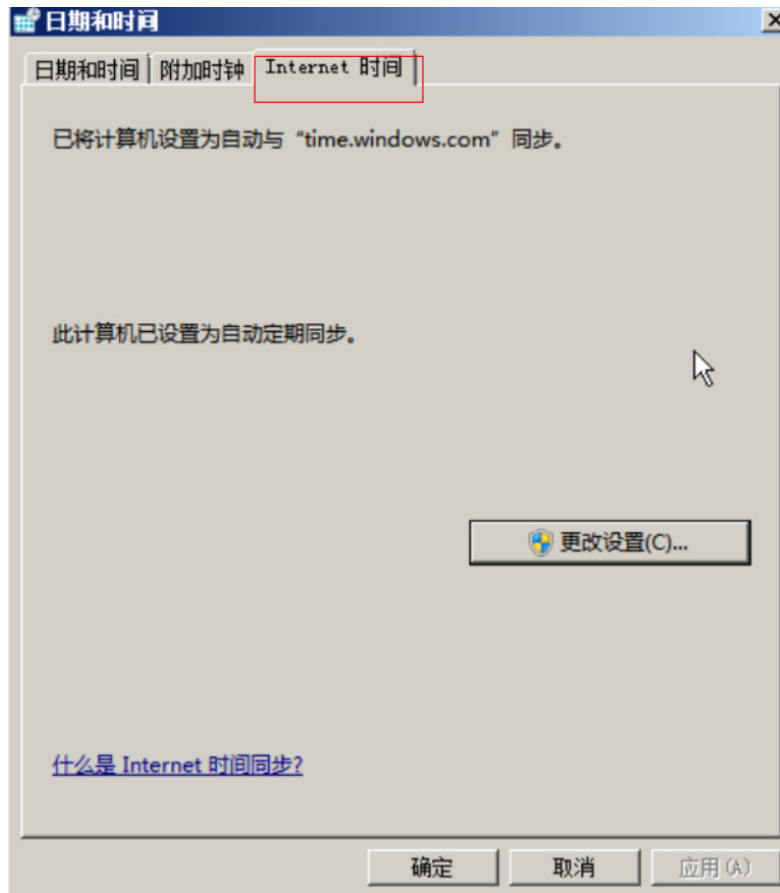 日期和时间
日期和时间 附加时钟 Internet 时间
已将计算机设置为自动与“time.windows.com”同步。
此计算机已设置为自动定期同步。
更改设置(C)...
什么是 Internet 时间同步?
确定 取消 应用(A)